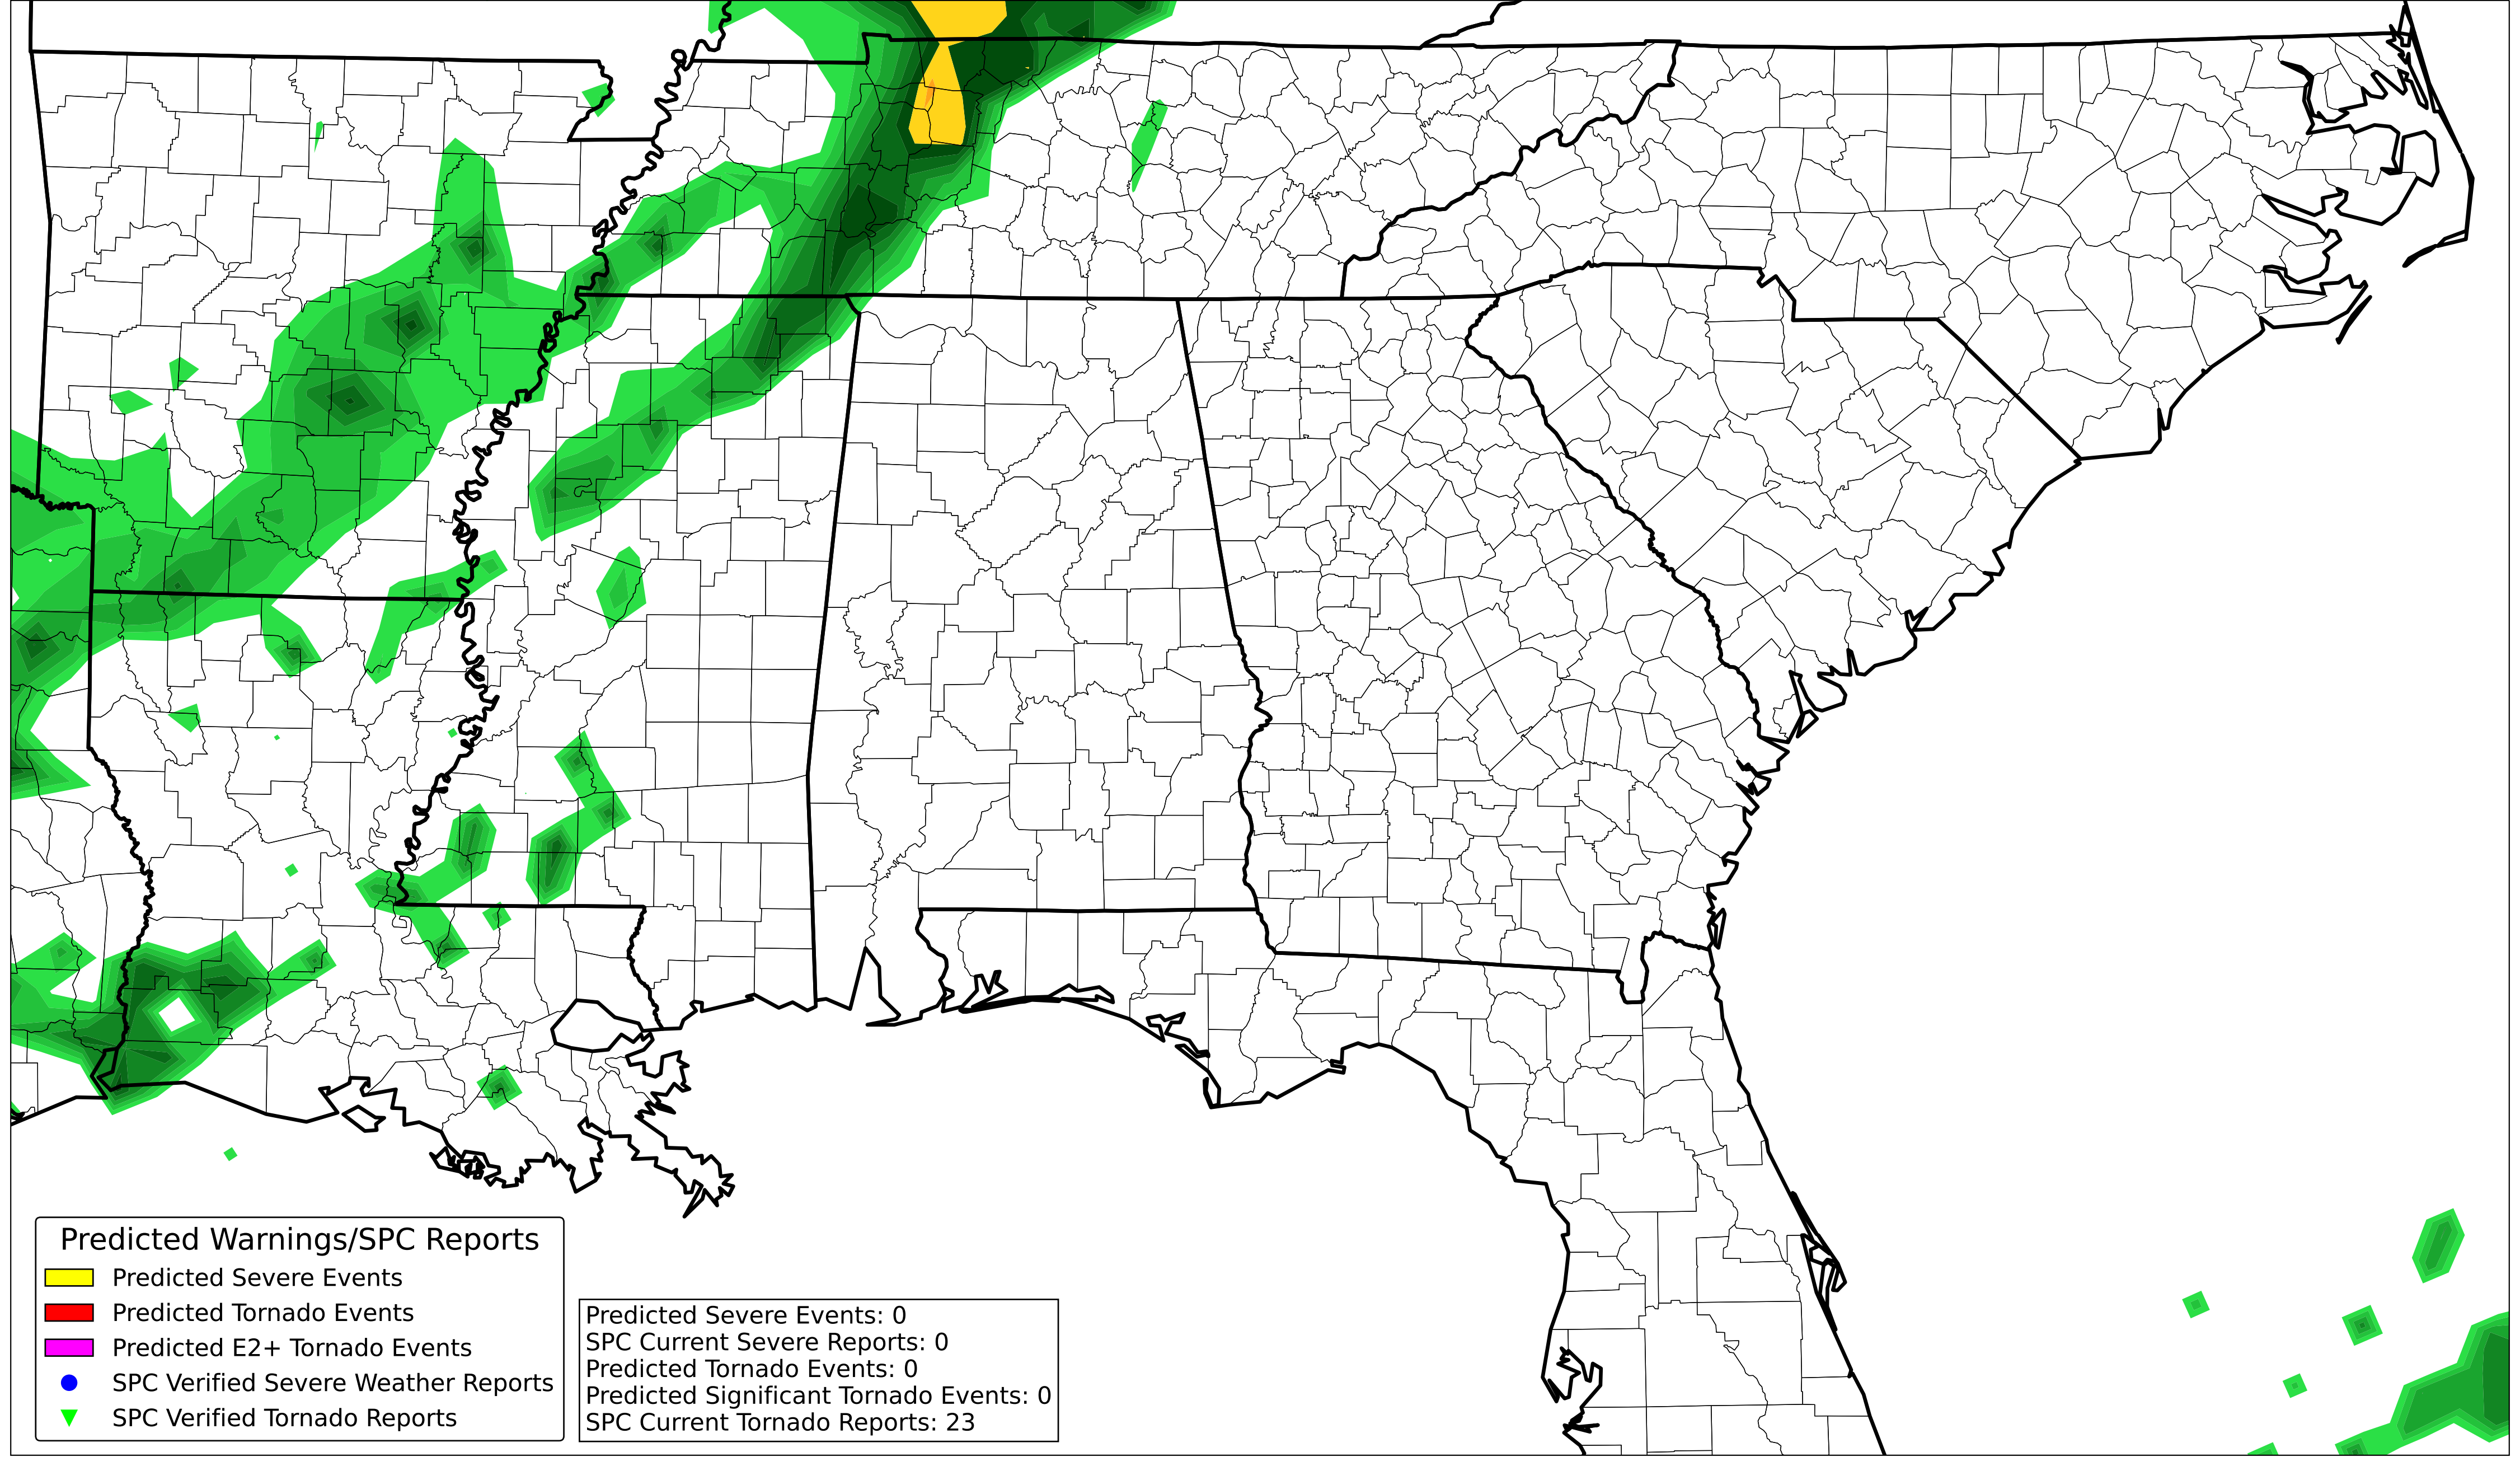 Predicted Warnings/SPC Reports
Predicted Severe Events
Predicted Tornado Events
Predicted E2+ Tornado Events
SPC Verified Severe Weather Reports
SPC Verified Tornado Reports
Predicted Severe Events: 0
SPC Current Severe Reports: 0
Predicted Tornado Events: 0
Predicted Significant Tornado Events: 0
SPC Current Tornado Reports: 23